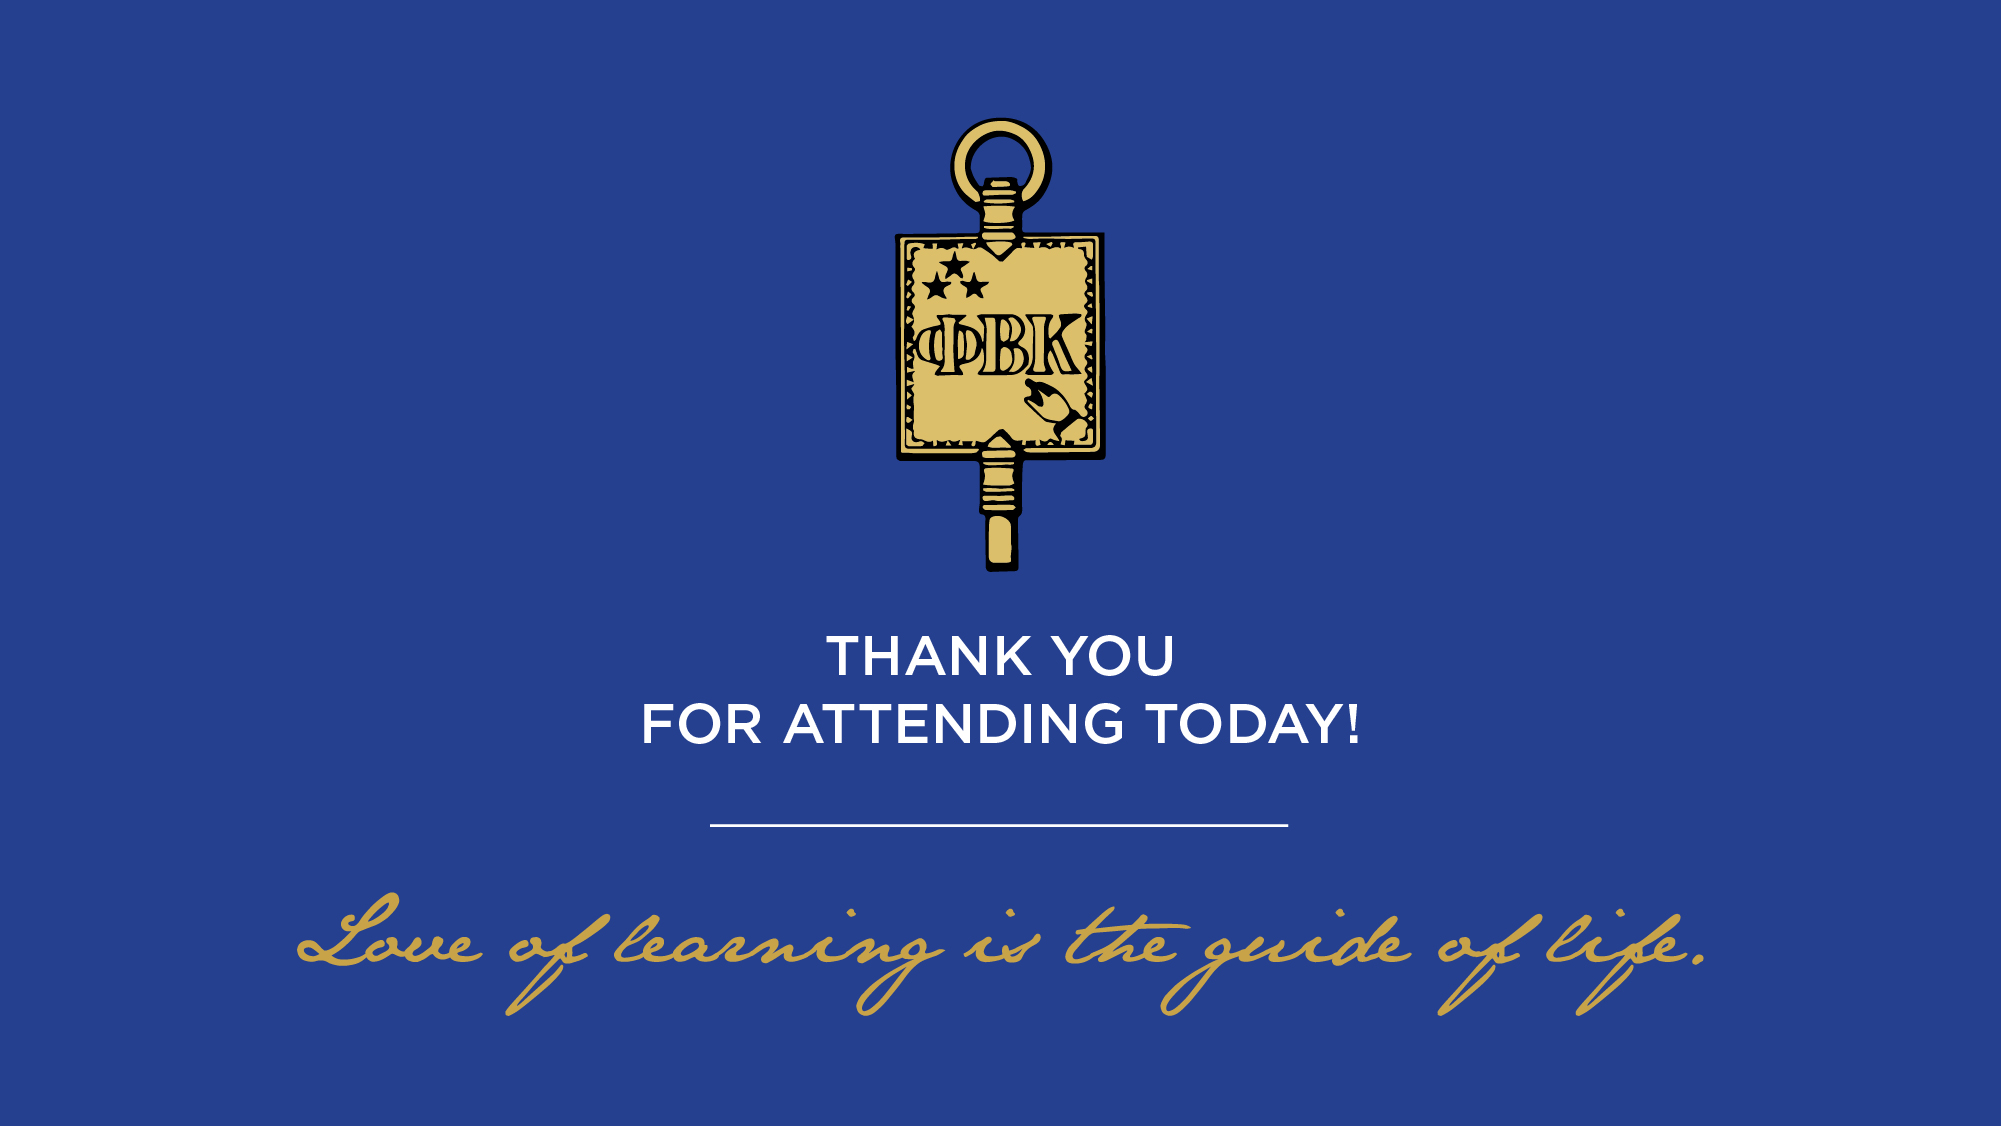 ΦΒΚ
THANK YOU
FOR ATTENDING TODAY!
Love of learning is the guide of life.